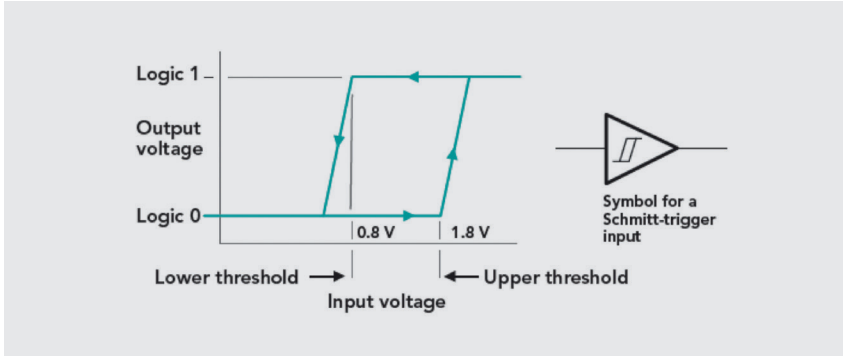 Logic 1
Output
voltage
Logic 0
0.8 V
1.8 V
Lower threshold
Upper threshold
Input voltage
Symbol for a
Schmitt-trigger
input